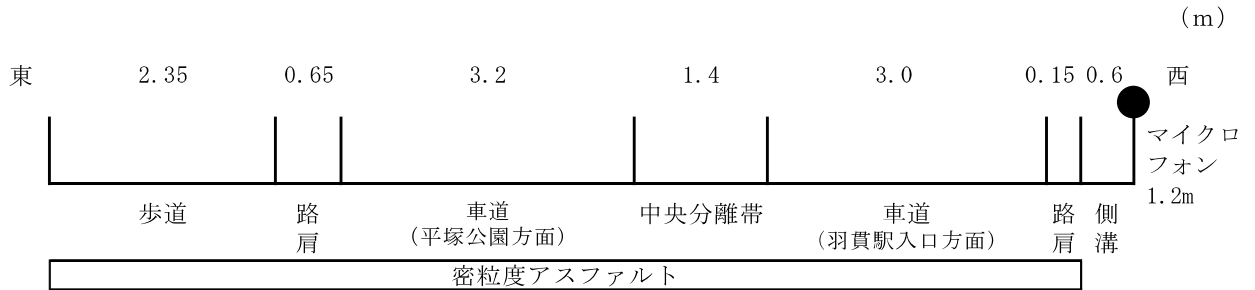 (m)
東 2.35 0.65 3.2 1.4 3.0 0.15 0.6 西
マイクロ
フォン
1.2m
歩道 路肩 車道 中央分離帯 車道 路肩 側溝
(平塚公園方面) (羽貫駅入口方面)
密粒度アスファルト